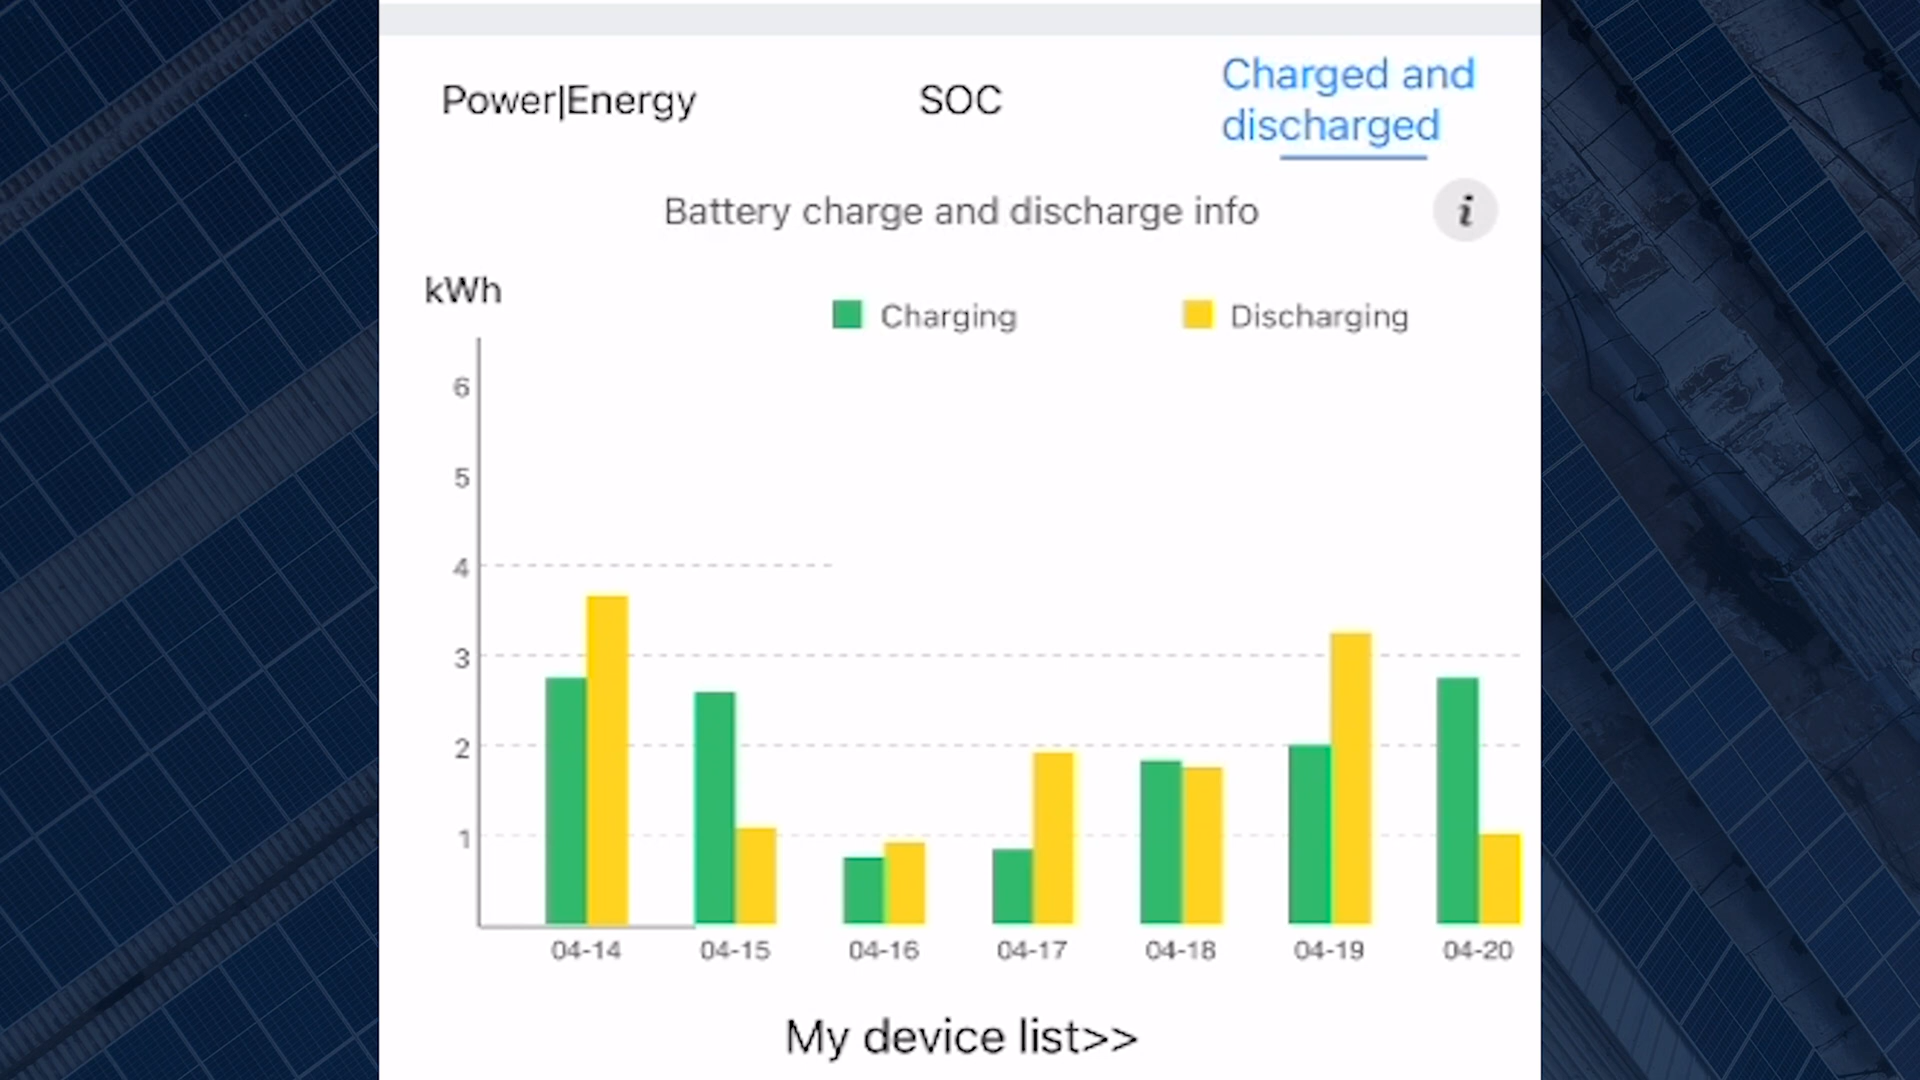 Power|Energy
SOC
Charged and
discharged
Battery charge and discharge info
i
kWh
Charging
Discharging
6
5
4
3
2
1
04-14
04-15
04-16
04-17
04-18
04-19
04-20
My device list>>